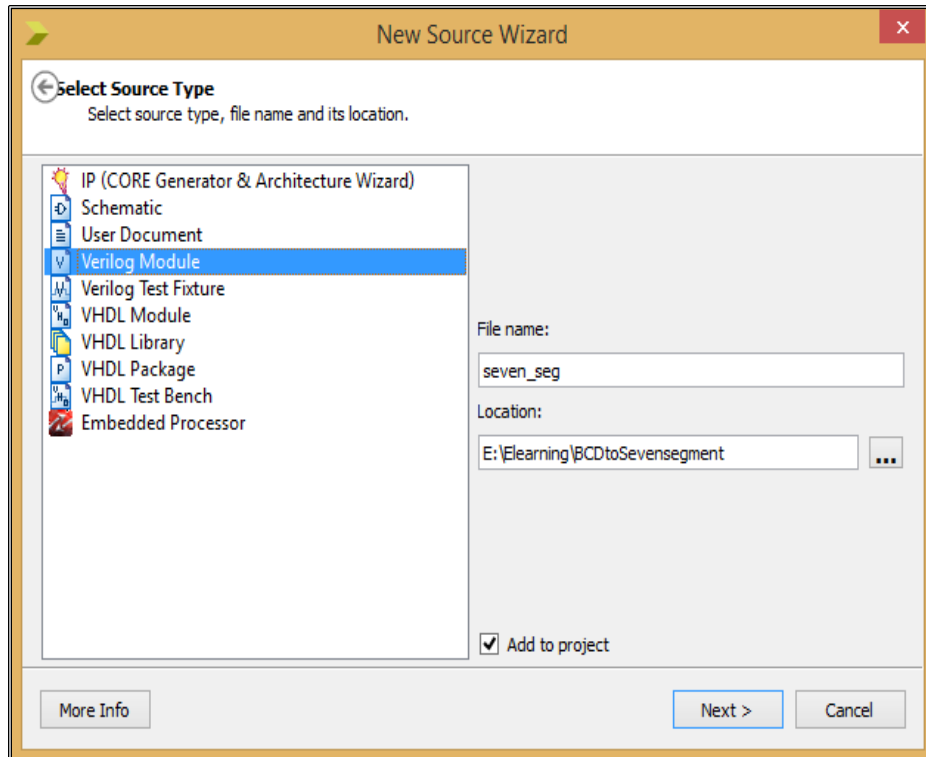 New Source Wizard
Select Source Type
Select source type, file name and its location.
IP (CORE Generator & Architecture Wizard)
Schematic
User Document
Verilog Module
Verilog Test Fixture
VHDL Module
VHDL Library
VHDL Package
VHDL Test Bench
Embedded Processor
File name:
seven_seg
Location:
E:\Elearning\BCDtoSevensegment
...
Add to project
More Info
Next >
Cancel